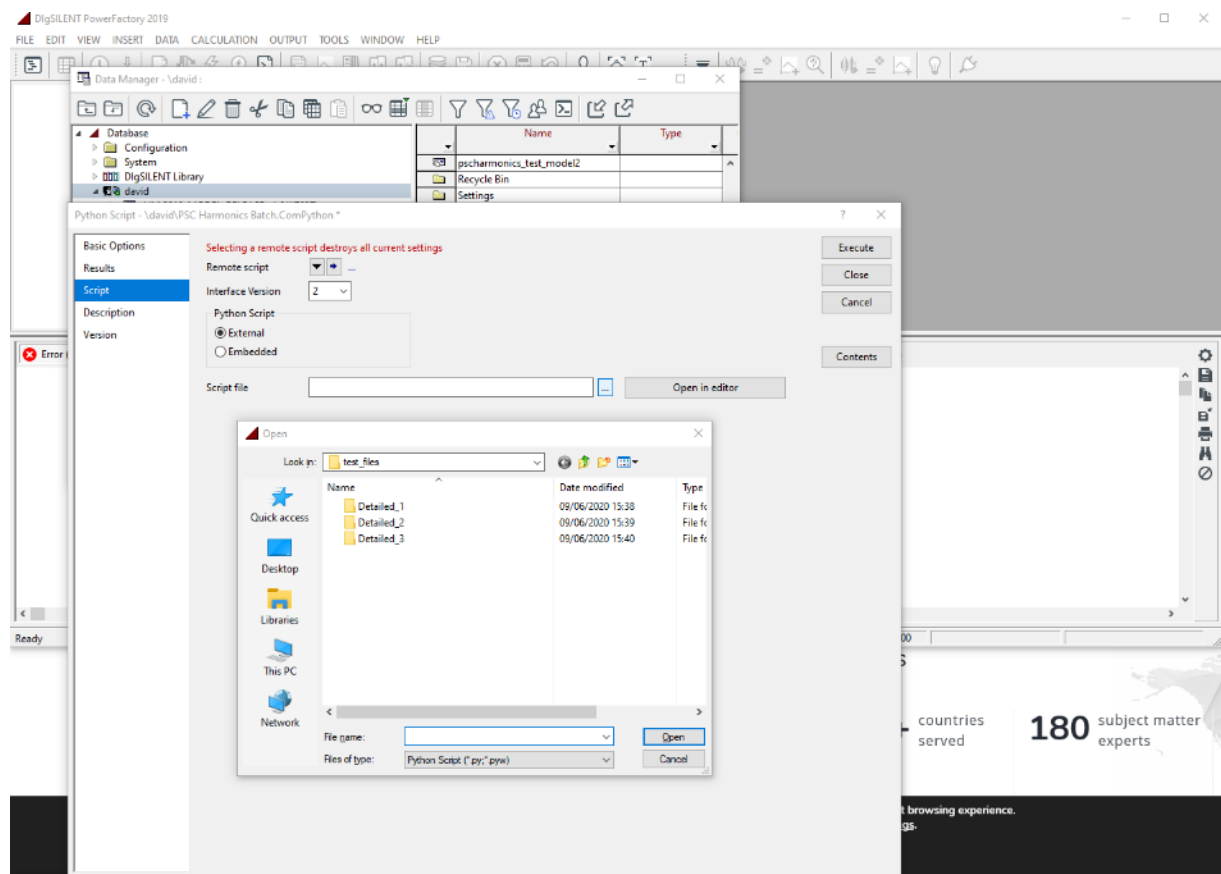 DIgSILENT PowerFactory 2019
FILE EDIT VIEW INSERT DATA CALCULATION OUTPUT TOOLS WINDOW HELP
Data Manager - \david :
Name Type
Database
Configuration
System
DIgSILENT Library
david
pscharmonics_test_model2
Recycle Bin
Settings
Python Script - \david\PSC Harmonics Batch.ComPython *
Basic Options
Results
Script
Description
Version
Selecting a remote script destroys all current settings
Remote script ...
Interface Version 2
Python Script
External
Embedded
Script file ... Open in editor
Execute
Close
Cancel
Contents
Error
Open
Look in: test_files
Name Date modified Type
Detailed_1 09/06/2020 15:38 File fc
Detailed_2 09/06/2020 15:39 File fc
Detailed_3 09/06/2020 15:40 File fc
Quick access
Desktop
Libraries
This PC
Network
File name: Open
Files of type: Python Script (*.py;*.pyw) Cancel
Ready
countries served
180 subject matter experts
t browsing experience.
gs.